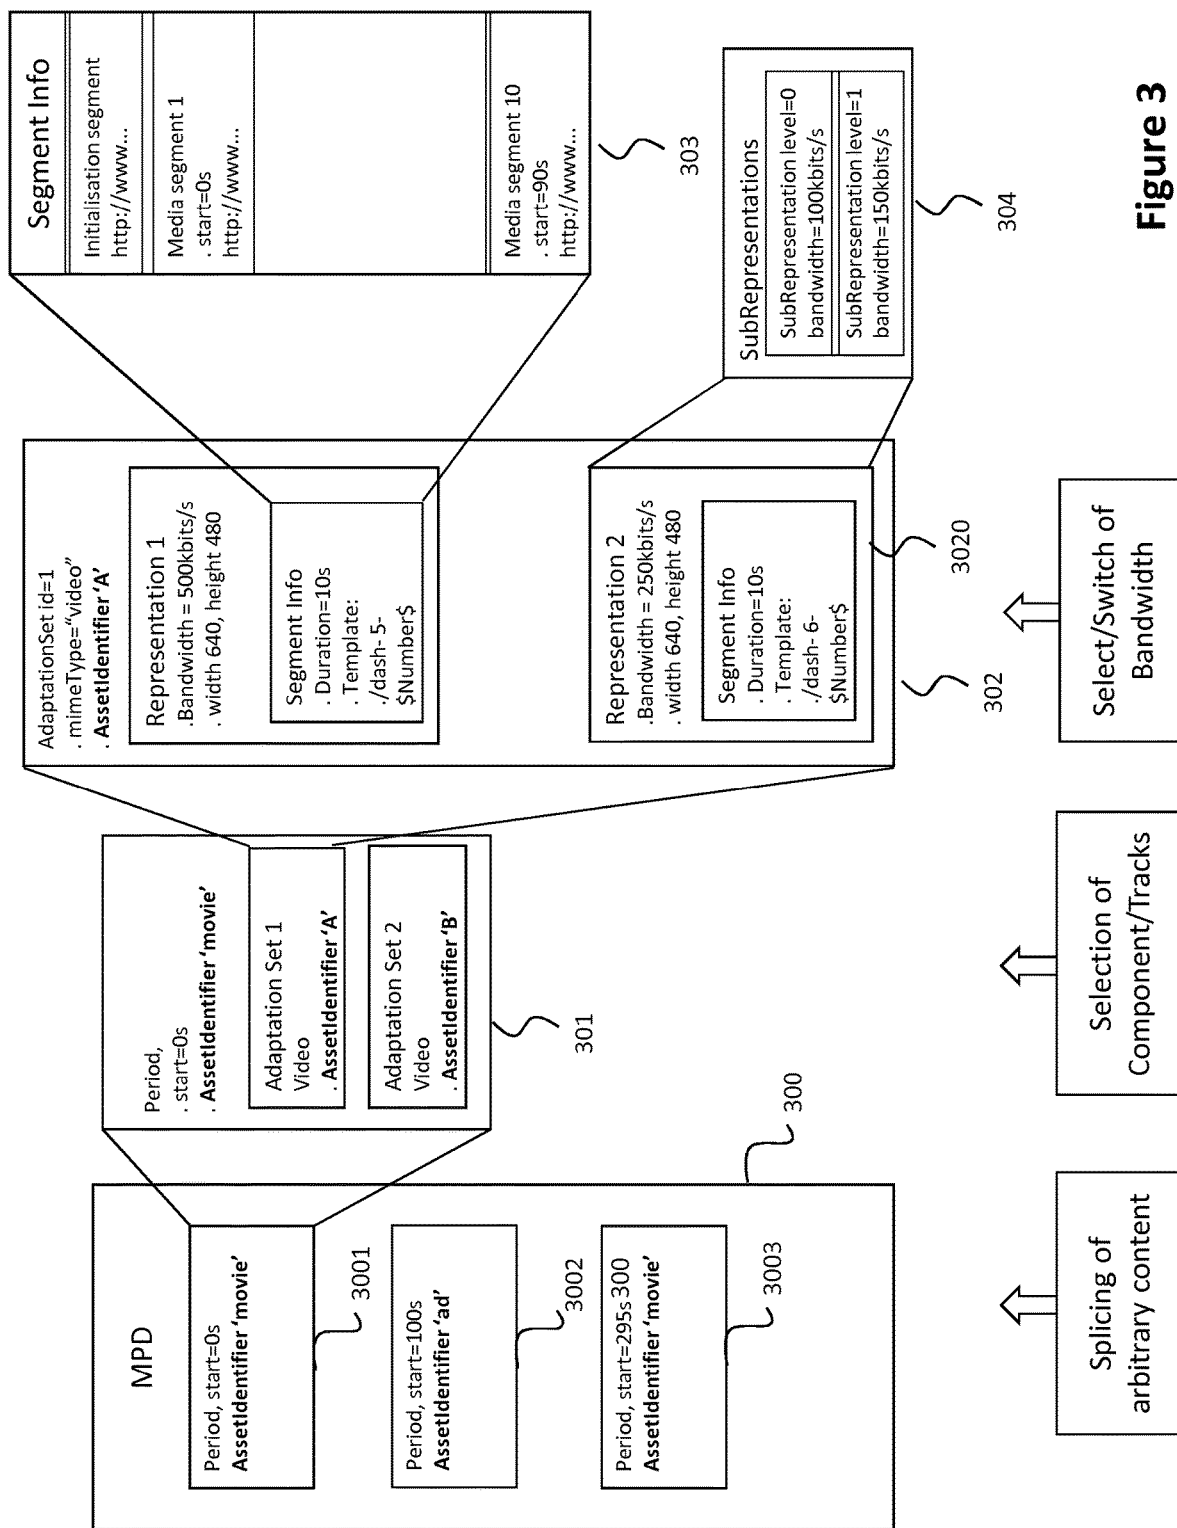 MPD
Period, start=0s
AssetIdentifier 'movie'
3001
Period, start=100s
AssetIdentifier 'ad'
3002
Period, start=295s 300
AssetIdentifier 'movie'
3003
300
Period,
. start=0s
. AssetIdentifier 'movie'
Adaptation Set 1
Video
. AssetIdentifier 'A'
Adaptation Set 2
Video
. AssetIdentifier 'B'
301
AdaptationSet id=1
. mimeType="video"
. AssetIdentifier 'A'
Representation 1
.Bandwidth = 500kbits/s
. width 640, height 480
Segment Info
. Duration=10s
. Template:
./dash- 5-
$Number$
Representation 2
.Bandwidth = 250kbits/s
. width 640, height 480
Segment Info
. Duration=10s
. Template:
./dash- 6-
$Number$
3020
302
Segment Info
Initialisation segment
http://www...
Media segment 1
. start=0s
http://www...
Media segment 10
. start=90s
http://www...
303
SubRepresentations
SubRepresentation level=0
bandwidth=100kbits/s
SubRepresentation level=1
bandwidth=150kbits/s
304
Splicing of
arbitrary content
Selection of
Component/Tracks
Select/Switch of
Bandwidth
Figure 3